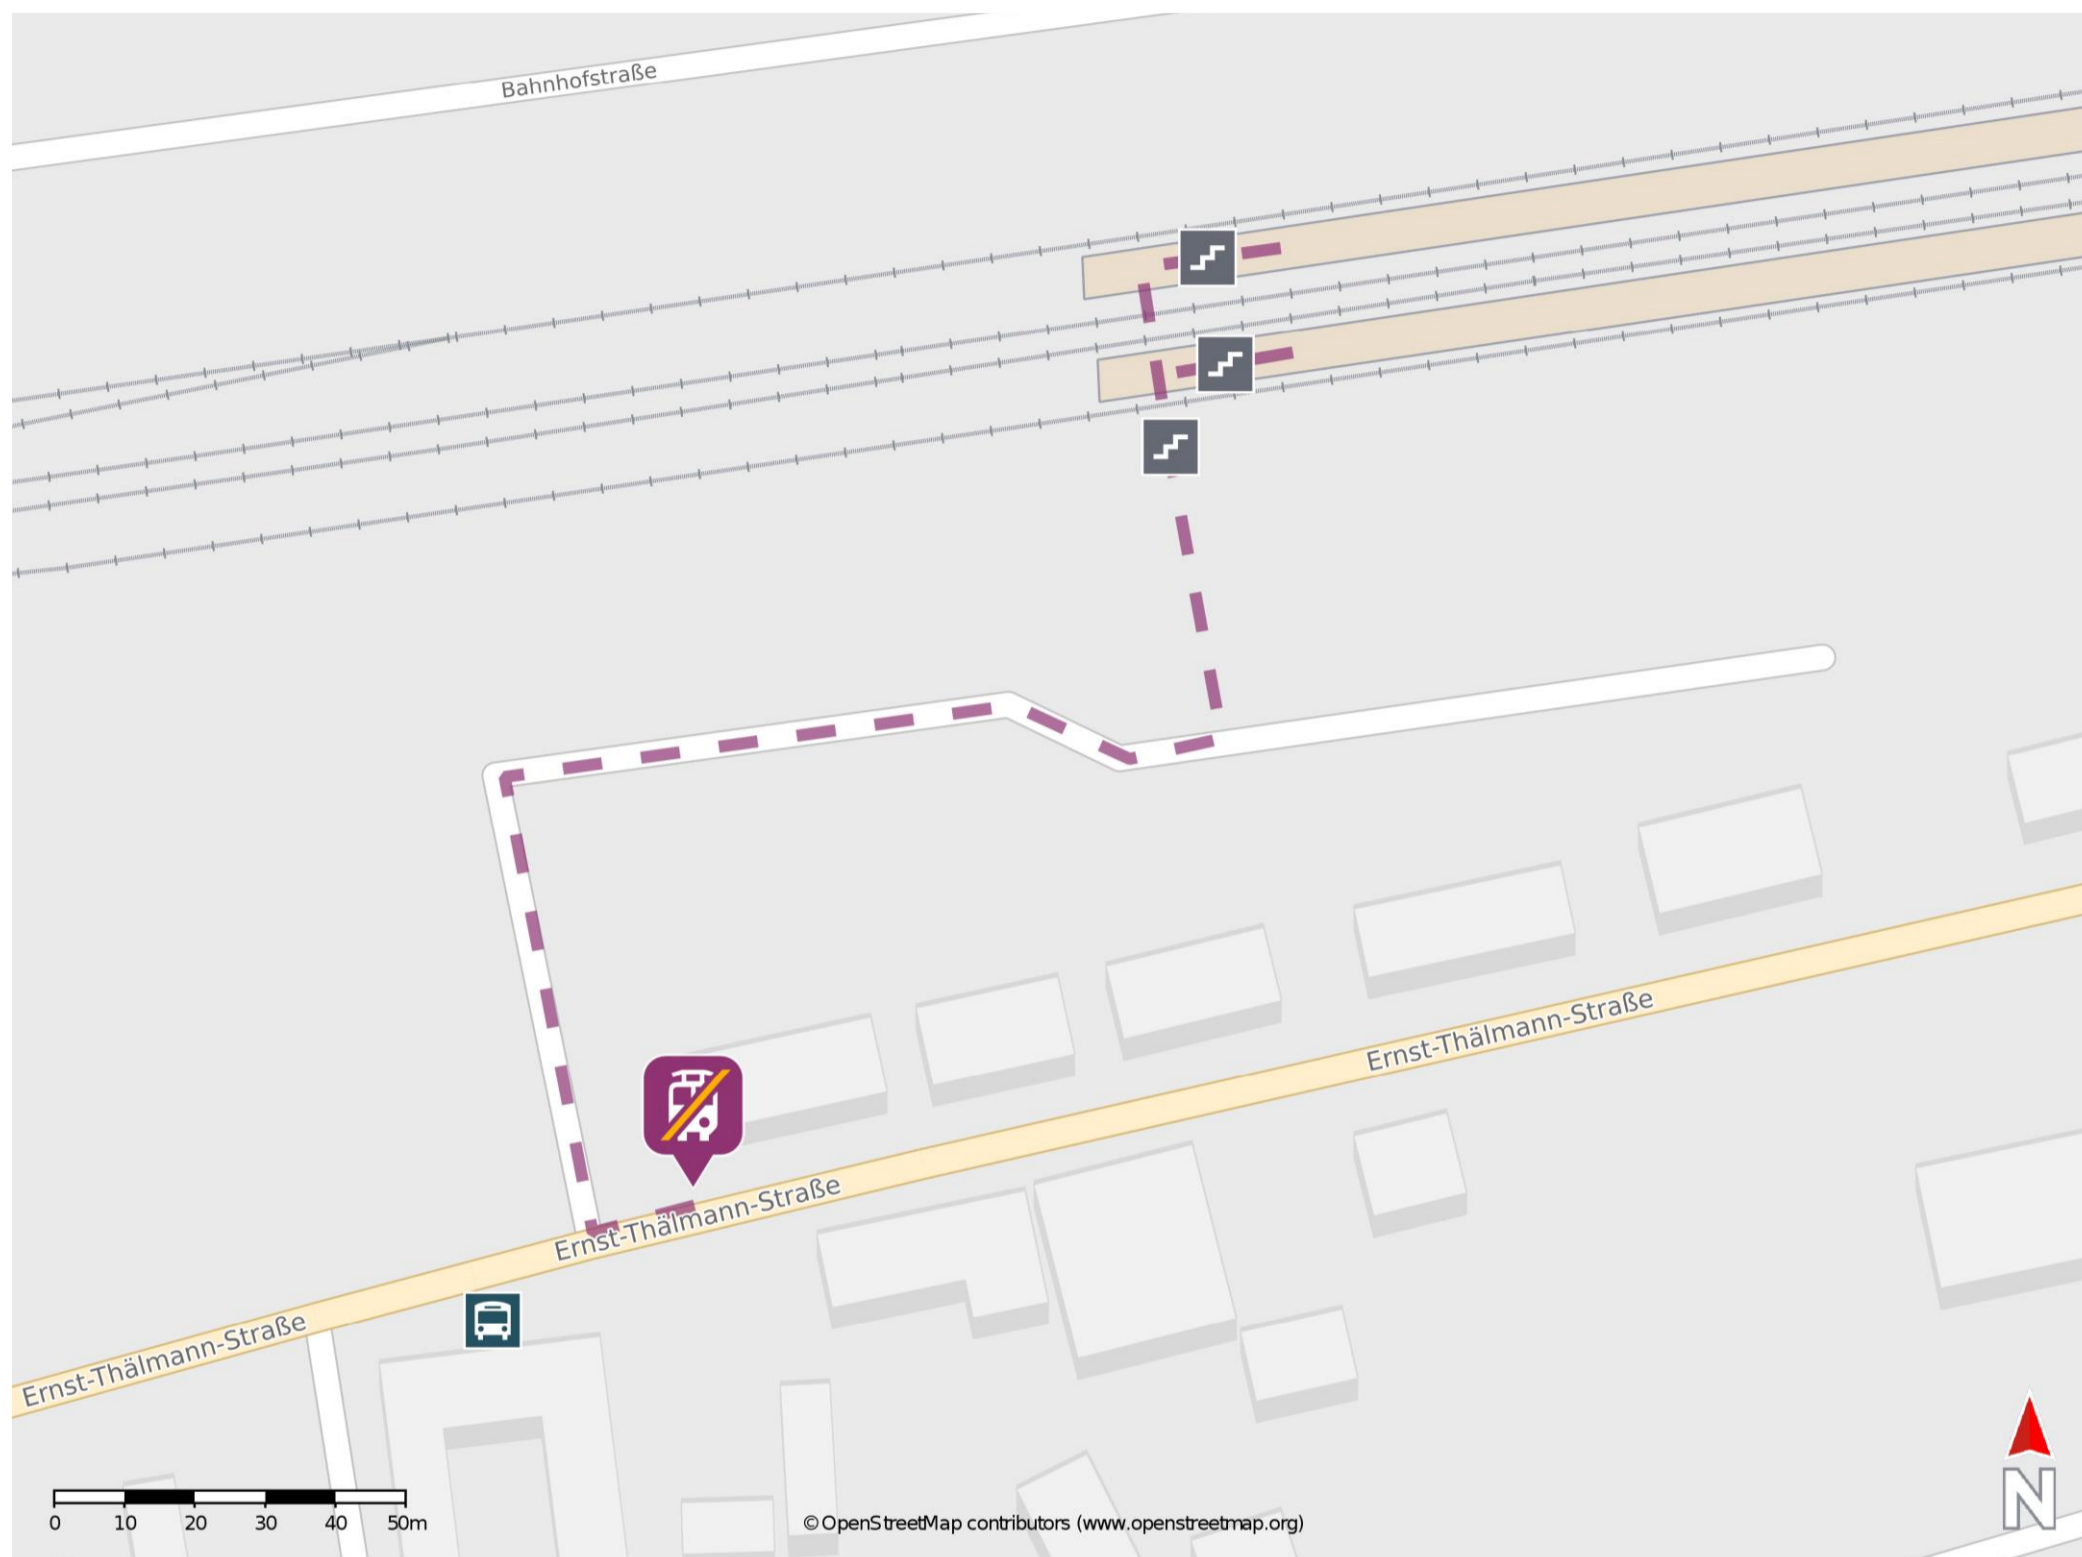 Bahnhofstraße
Ernst-Thälmann-Straße
Ernst-Thälmann-Straße
Ernst-Thälmann-Straße
N
0 10 20 30 40 50m
© OpenStreetMap contributors (www.openstreetmap.org)